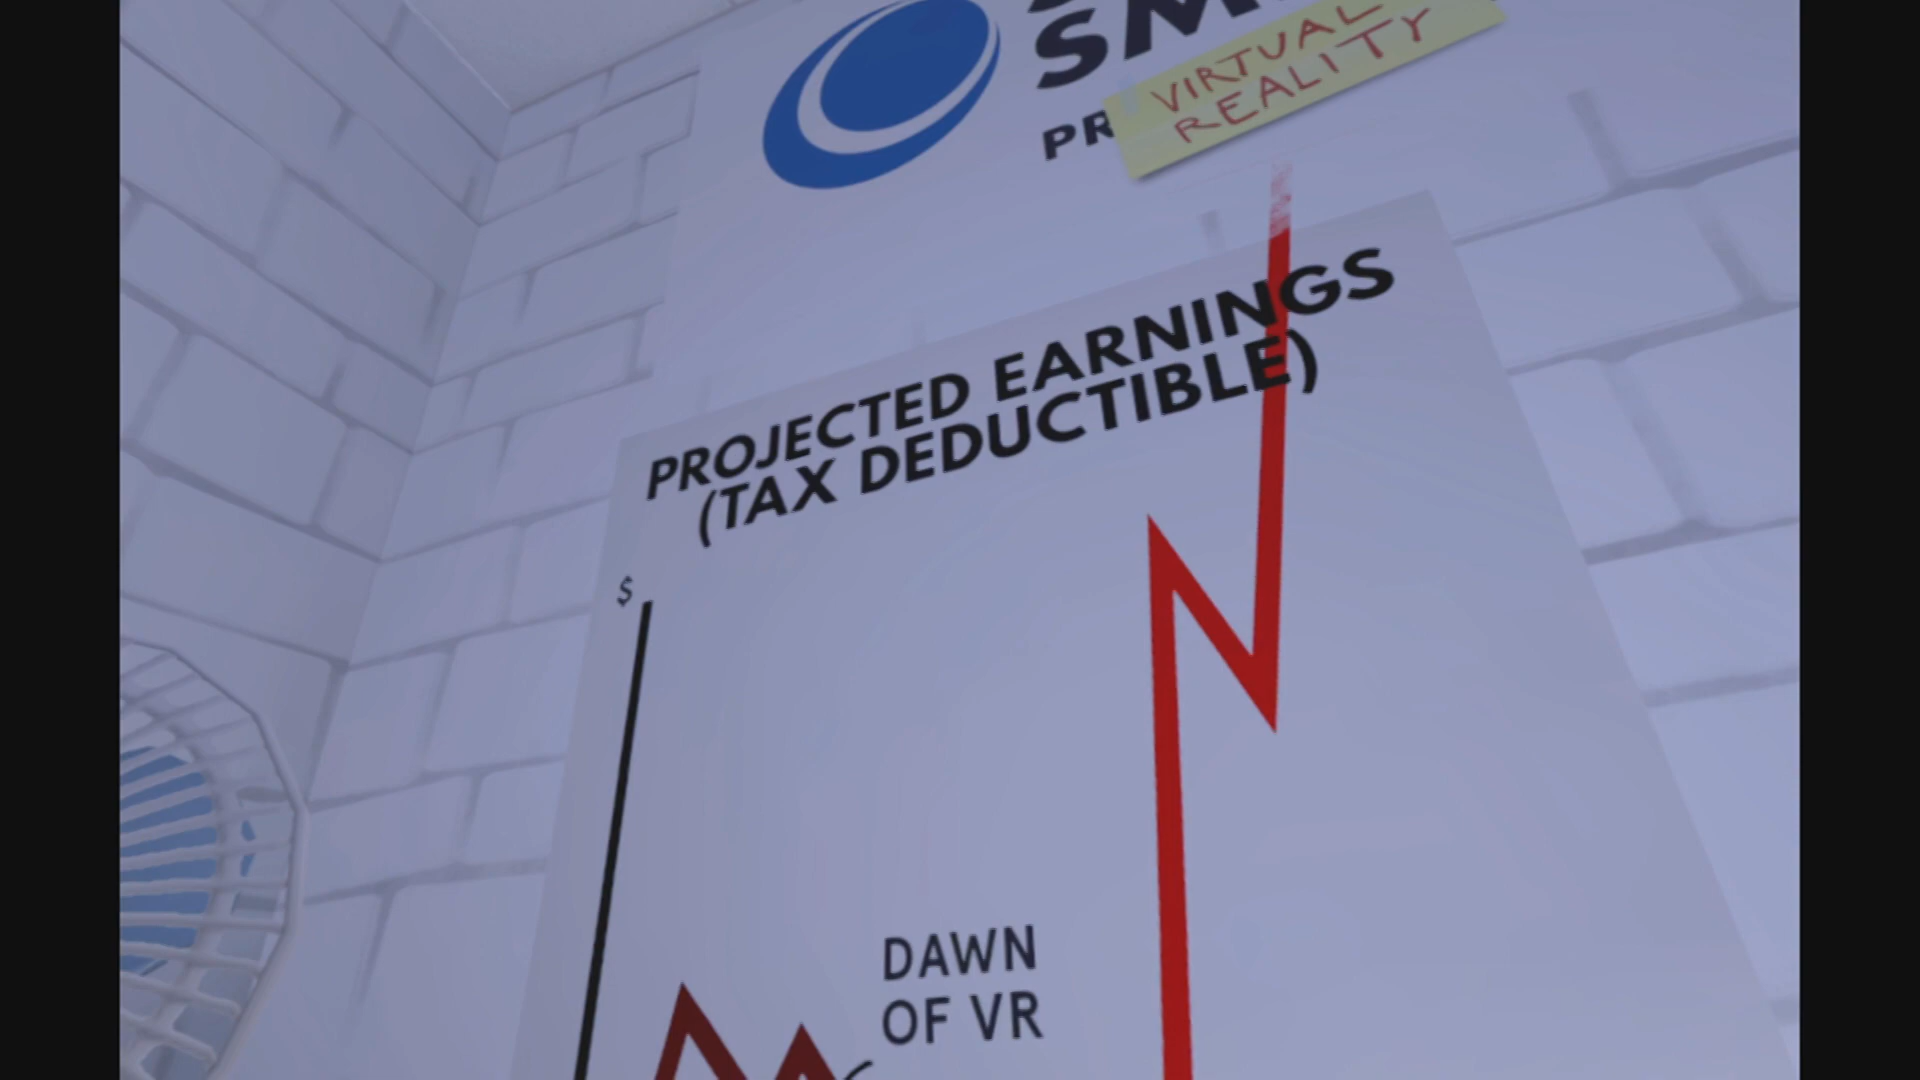 SM
VIRTUAL
REALITY
PR
PROJECTED EARNINGS
(TAX DEDUCTIBLE)
$
DAWN
OF VR